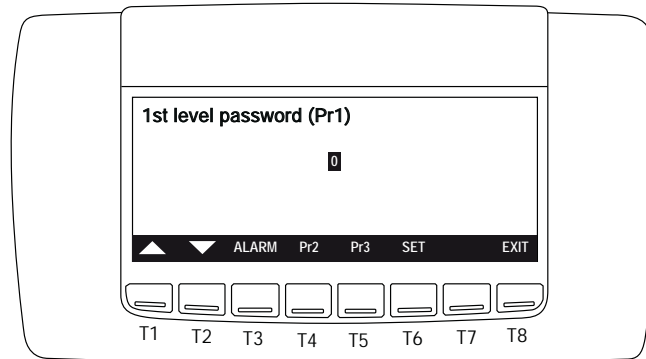 1st level password (Pr1)
0
ALARM Pr2 Pr3 SET EXIT
T1 T2 T3 T4 T5 T6 T7 T8